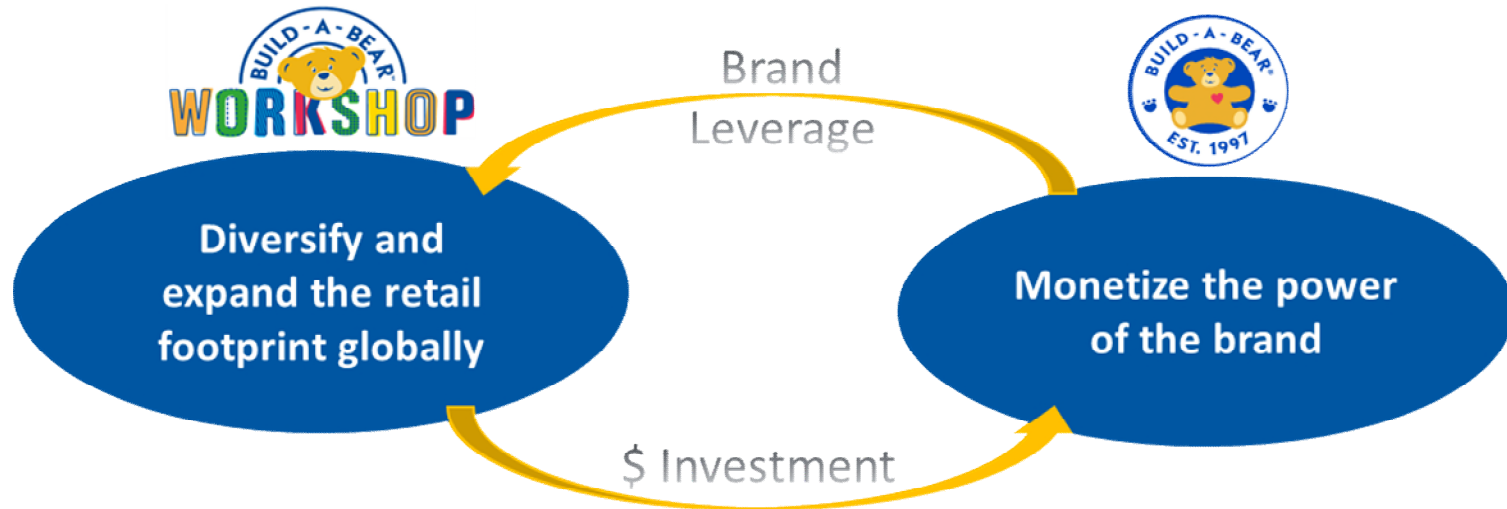 BUILD-A-BEAR™
WORKSHOP
Diversify and
expand the retail
footprint globally
Brand
Leverage
$ Investment
BUILD-A-BEAR®
EST. 1997
Monetize the power
of the brand